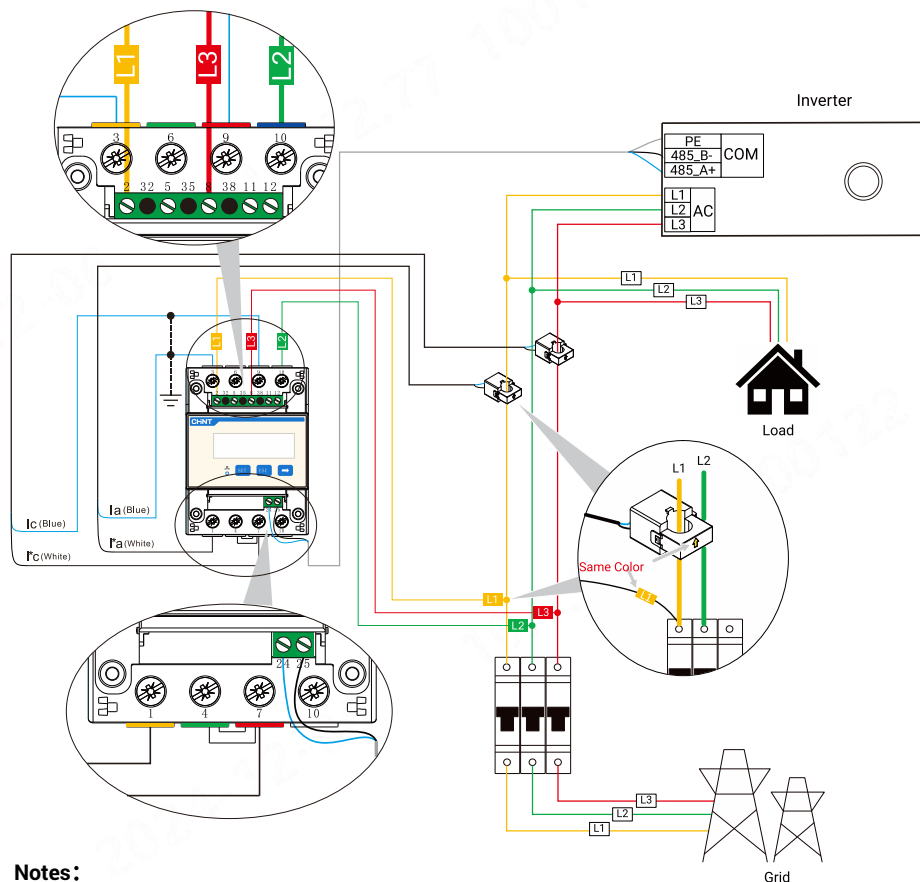 L1
L3
L2
3 6 9 10
2 32 5 35 8 38 11 12
Inverter
PE
485_B-
485_A+
COM
L1
L2
L3
AC
L1
L2
L3
Load
L1
L3
L2
CHNT
Ia(Blue)
Ic(Blue)
I*a(White)
I*c(White)
L1 L2
Same Color
L1
L1
L3
L2
24 25
1 4 7 10
L3
L2
L1
Grid
Notes: